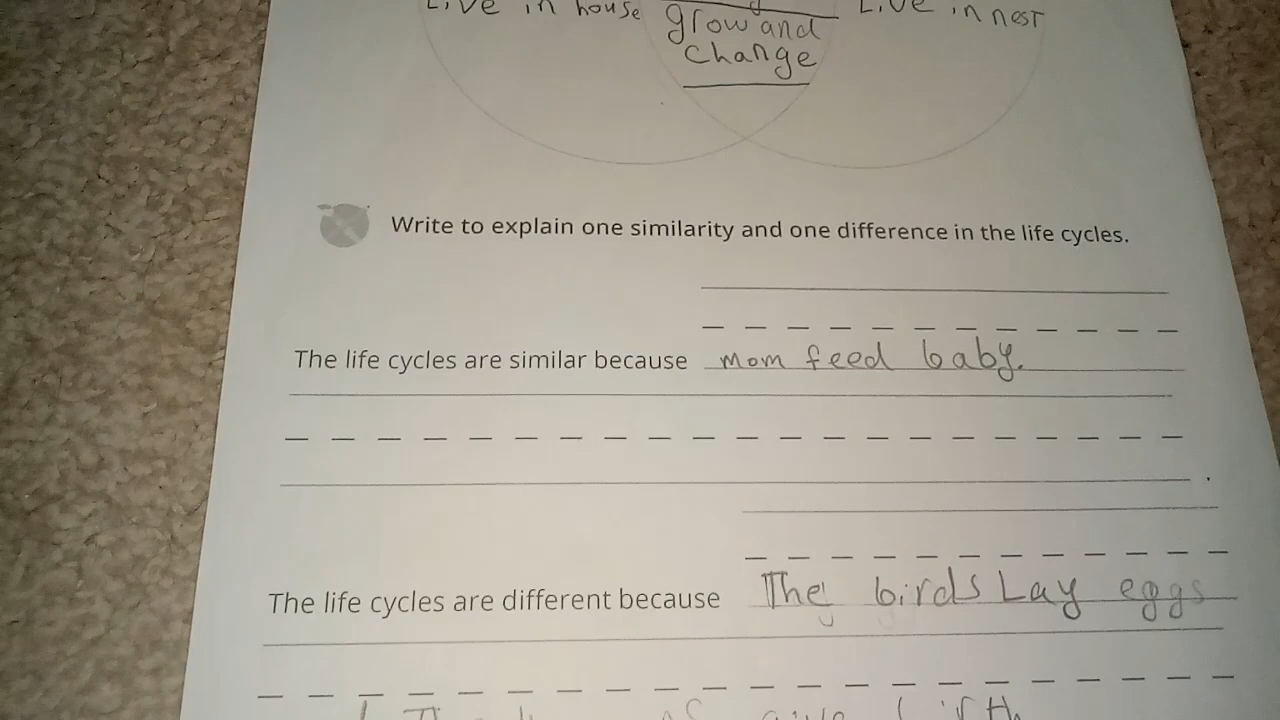 Live in house
Live in nest
grow and
change
Write to explain one similarity and one difference in the life cycles.
The life cycles are similar because mom feed baby.
.
The life cycles are different because The birds Lay eggs